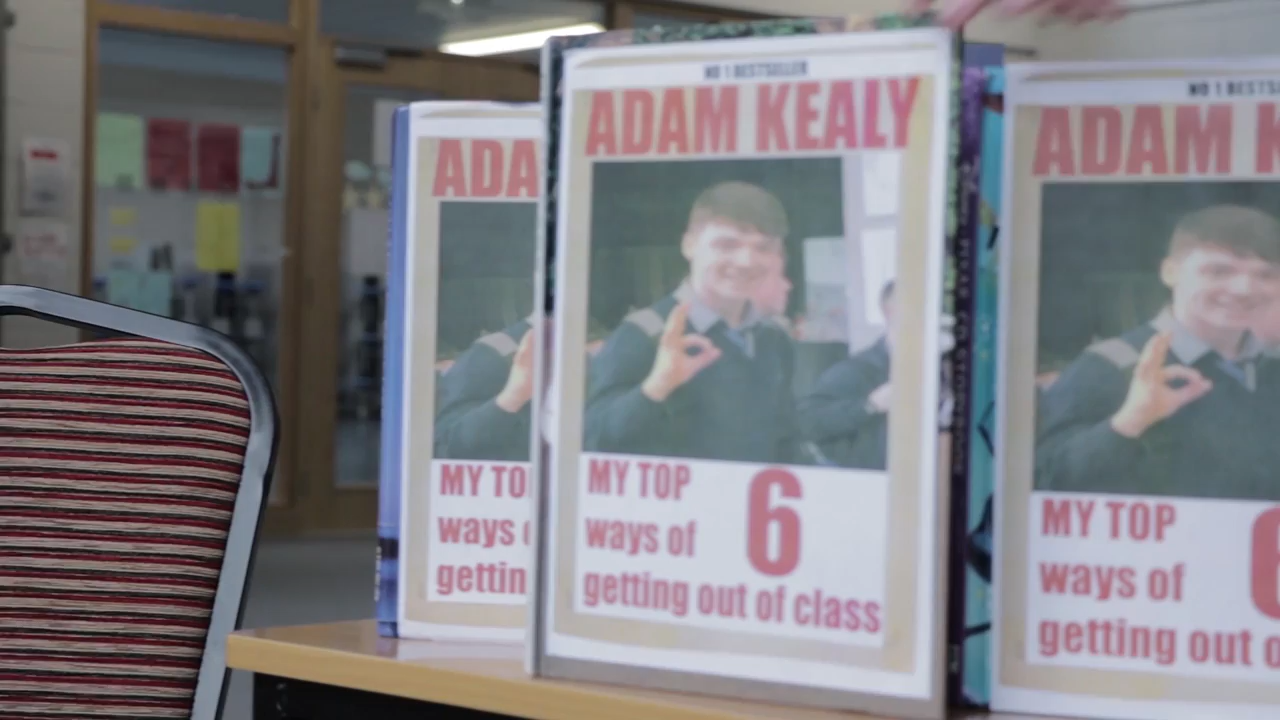 NO 1 BESTSELLER
ADAM KEALY
MY TOP 6
ways of
getting out of class
ADA
MY TO
ways
gettin
NO 1 BESTS
ADAM K
MY TOP 6
ways of
getting out o